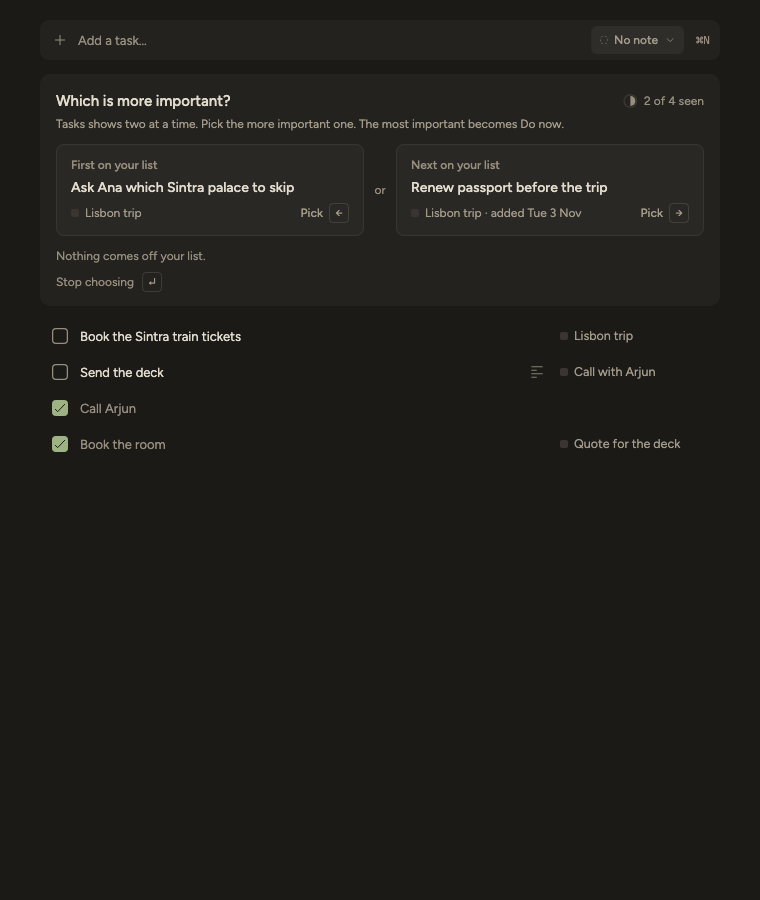 Add a task...
No note
⌘N
Which is more important?
2 of 4 seen
Tasks shows two at a time. Pick the more important one. The most important becomes Do now.
First on your list
Ask Ana which Sintra palace to skip
Lisbon trip
Pick ←
or
Next on your list
Renew passport before the trip
Lisbon trip · added Tue 3 Nov
Pick →
Nothing comes off your list.
Stop choosing ↵
Book the Sintra train tickets
Lisbon trip
Send the deck
Call with Arjun
Call Arjun
Book the room
Quote for the deck